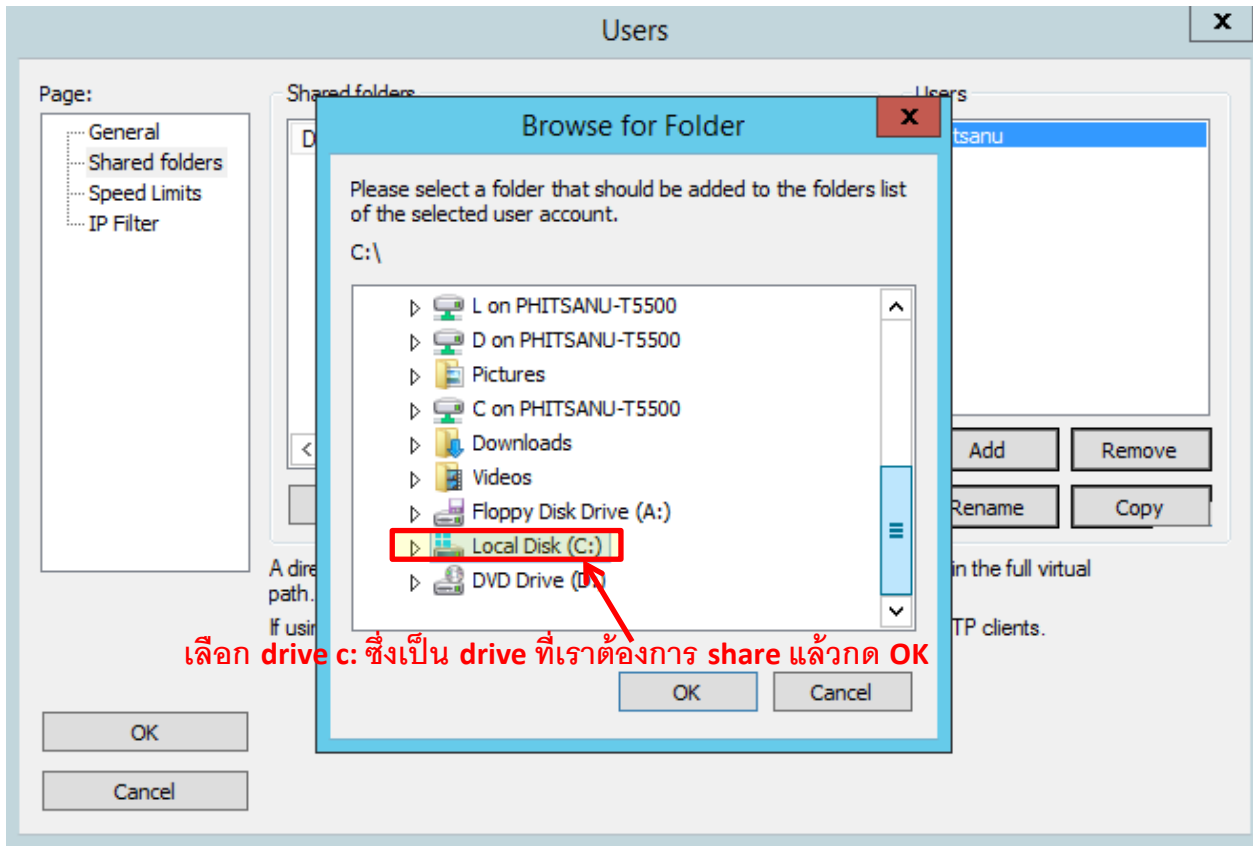 Users
x
Page:
General
Shared folders
Speed Limits
IP Filter
Shared folders
Users
tsanu
Browse for Folder
x
Please select a folder that should be added to the folders list
of the selected user account.
C:\
L on PHITSANU-T5500
D on PHITSANU-T5500
Pictures
C on PHITSANU-T5500
Downloads
Videos
Floppy Disk Drive (A:)
Local Disk (C:)
DVD Drive (D:)
Add
Remove
Rename
Copy
A dire
in the full virtual
path.
If usin
TP clients.
เลือก drive c: ซึ่งเป็น drive ที่เราต้องการ share แล้วกด OK
OK
Cancel
OK
Cancel